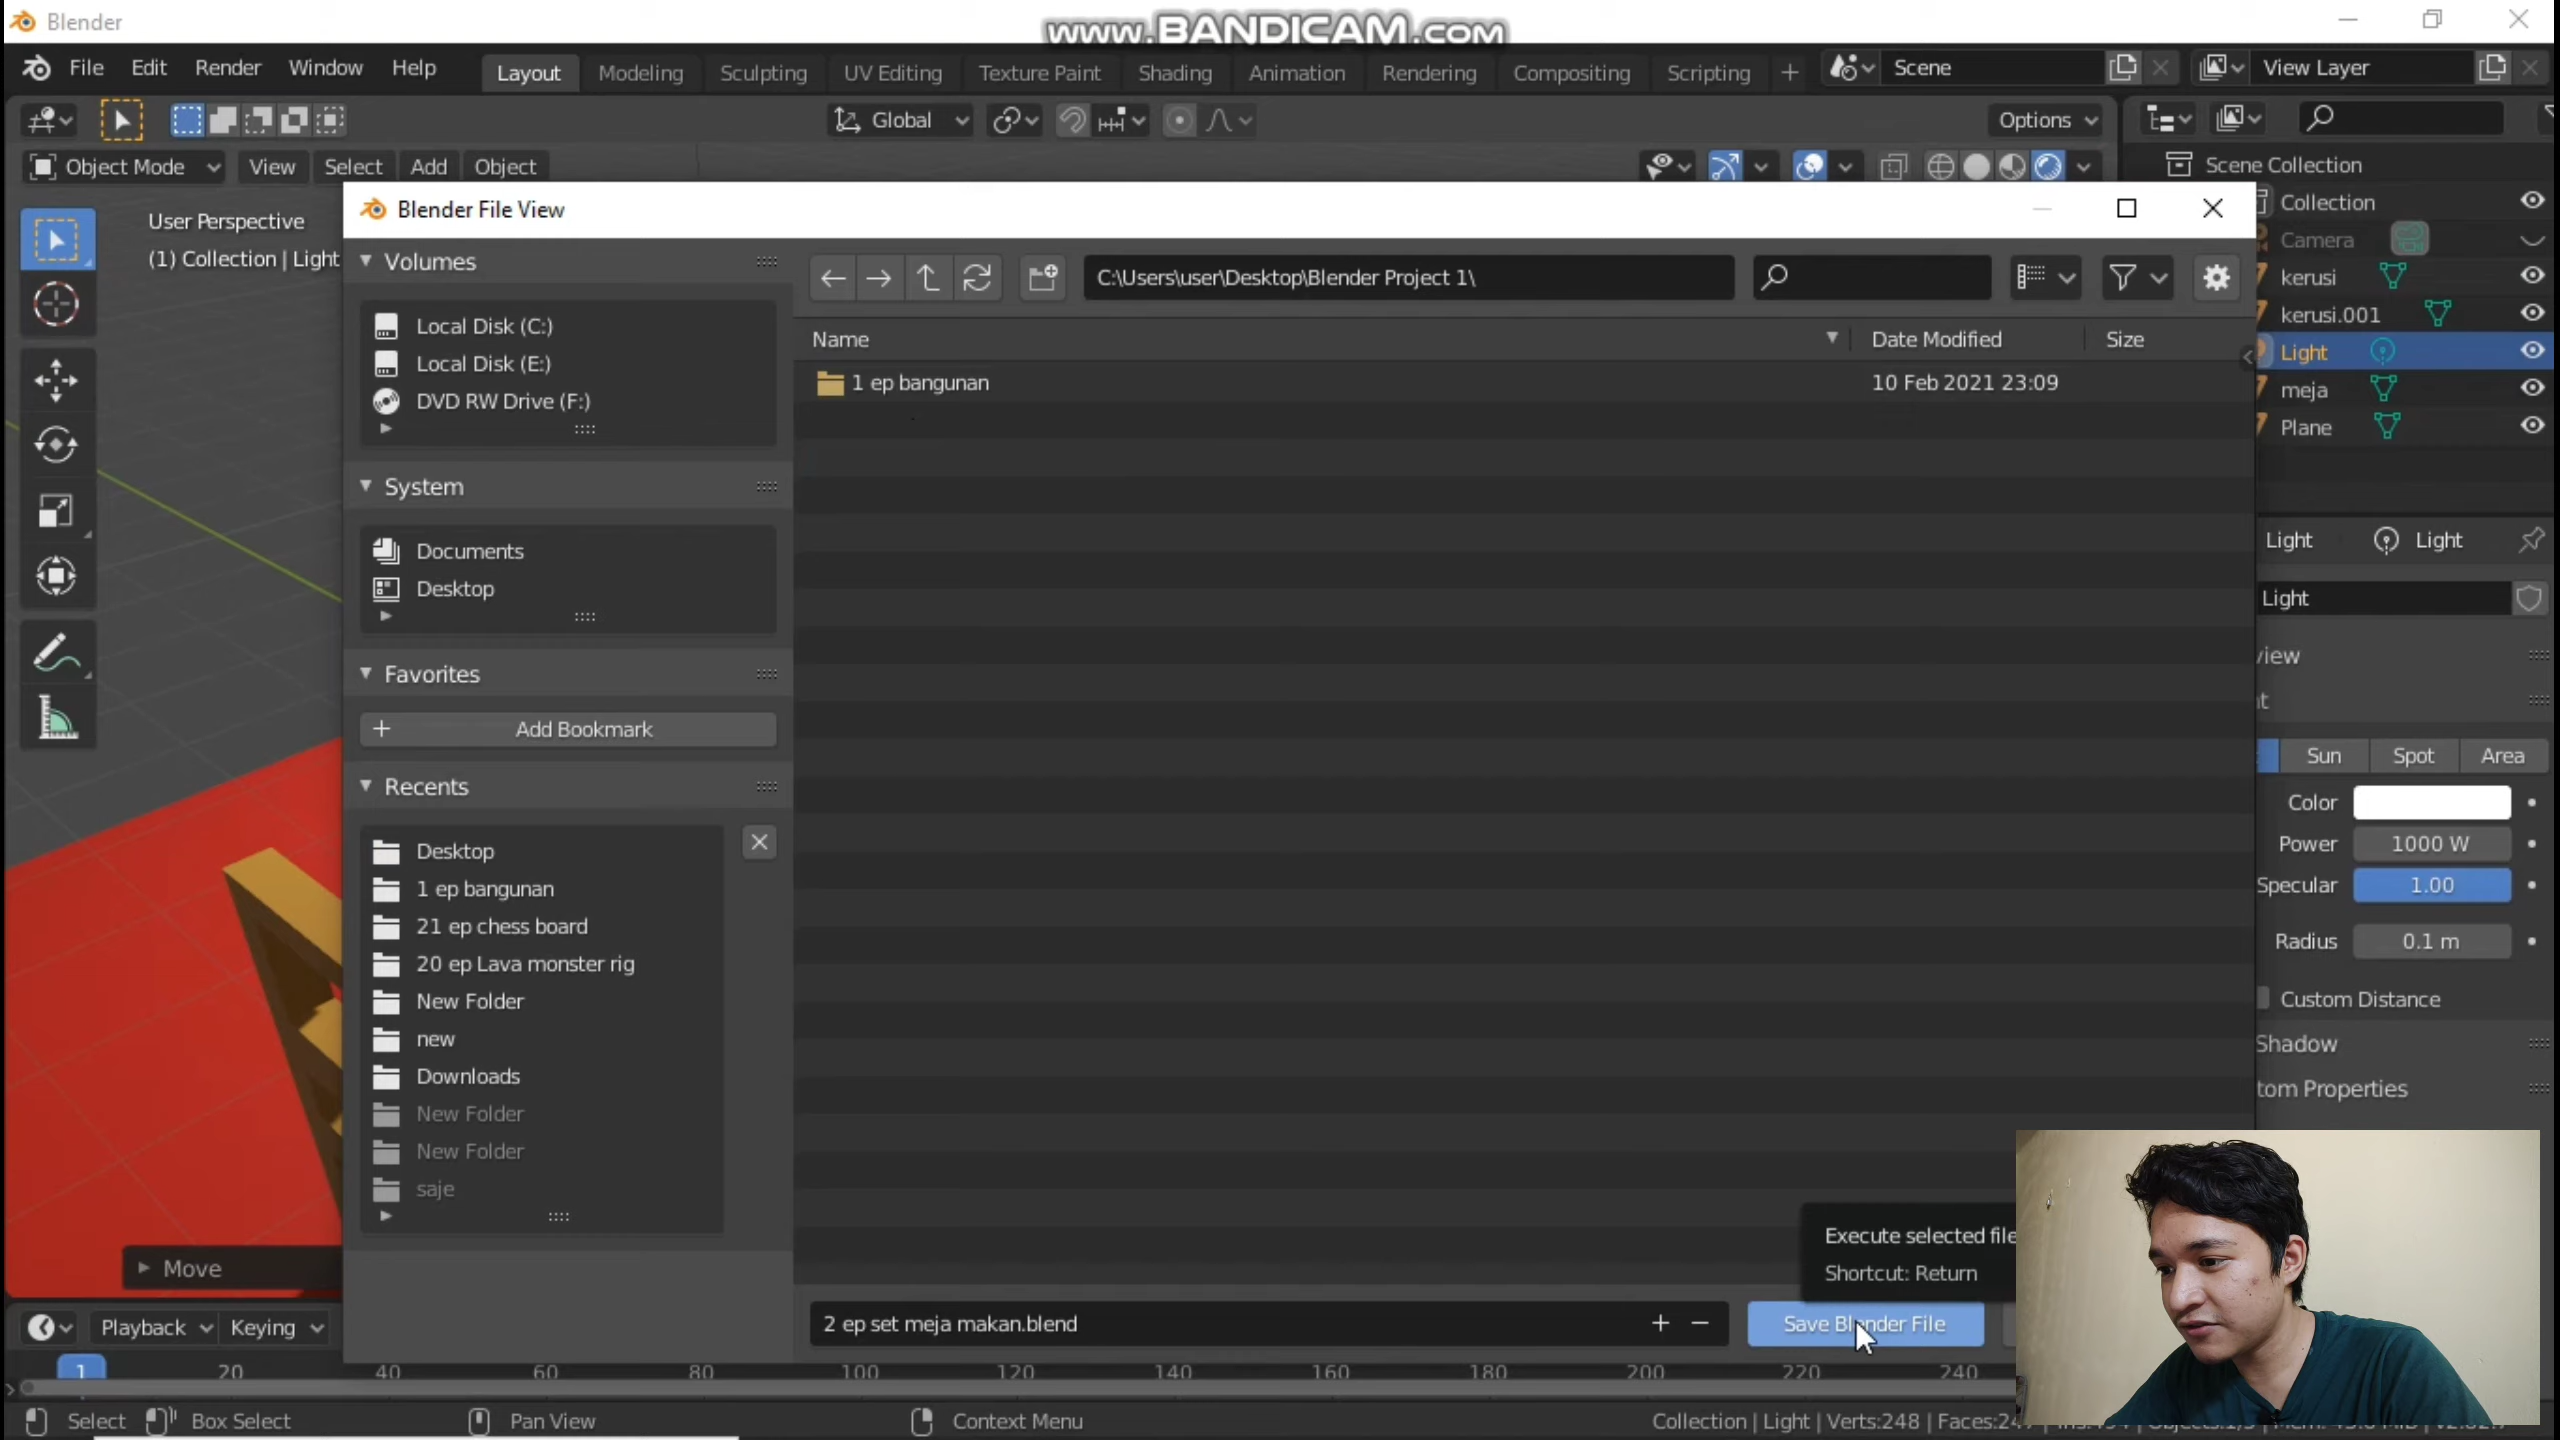 Blender
www.BANDICAM.com
File Edit Render Window Help
Layout Modeling Sculpting UV Editing Texture Paint Shading Animation Rendering Compositing Scripting +
Scene
View Layer
Global
Options
Object Mode View Select Add Object
User Perspective
(1) Collection | Light
Blender File View
Volumes
Local Disk (C:)
Local Disk (E:)
DVD RW Drive (F:)
System
Documents
Desktop
Favorites
+ Add Bookmark
Recents
Desktop
1 ep bangunan
21 ep chess board
20 ep Lava monster rig
New Folder
new
Downloads
New Folder
New Folder
saje
C:\Users\user\Desktop\Blender Project 1\
Name Date Modified Size
1 ep bangunan 10 Feb 2021 23:09
Execute selected file
Shortcut: Return
2 ep set meja makan.blend + −
Save Blender File
Scene Collection
Collection
Camera
kerusi
kerusi.001
Light
meja
Plane
Light Light
Light
view
Sun Spot Area
Color
Power 1000 W
Specular 1.00
Radius 0.1 m
Custom Distance
Shadow
tom Properties
Move
Playback Keying
1 20 40 60 80 100 120 140 160 180 200 220 240
Select Box Select Pan View Context Menu
Collection | Light | Verts:248 | Faces:24